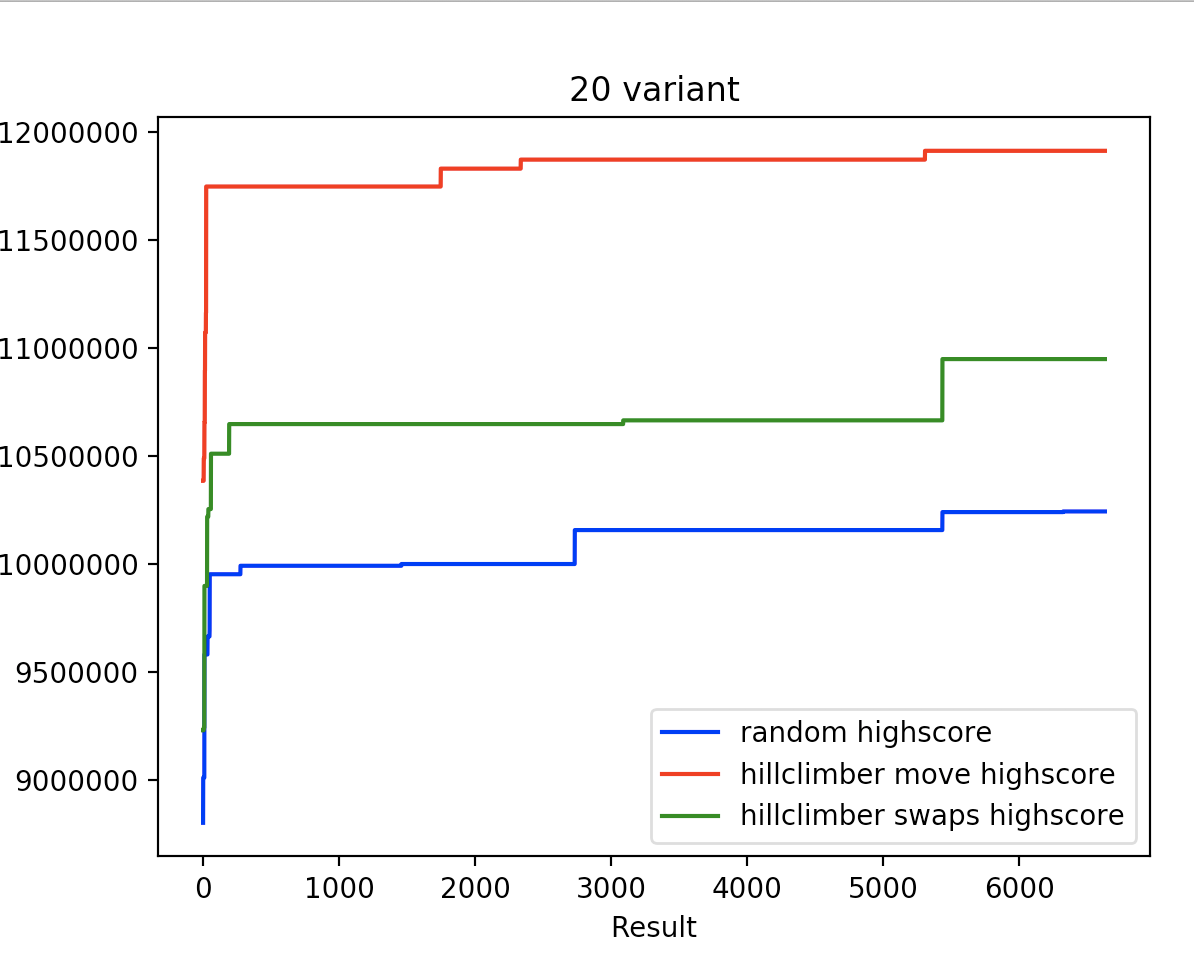 20 variant
12000000
11500000
11000000
10500000
10000000
9500000
9000000
random highscore
hillclimber move highscore
hillclimber swaps highscore
0 1000 2000 3000 4000 5000 6000
Result